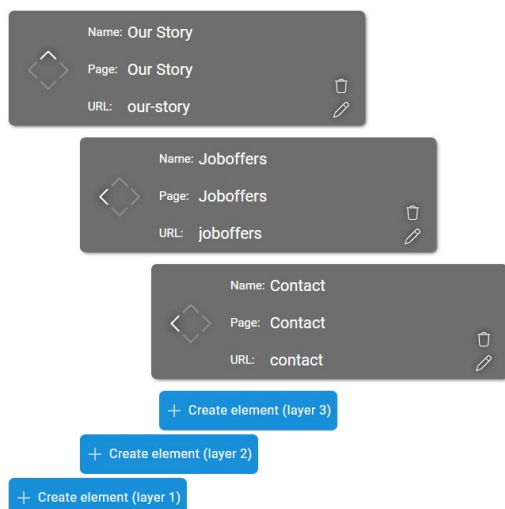 Name: Our Story
Page: Our Story
URL: our-story
Name: Joboffers
Page: Joboffers
URL: joboffers
Name: Contact
Page: Contact
URL: contact
+ Create element (layer 3)
+ Create element (layer 2)
+ Create element (layer 1)